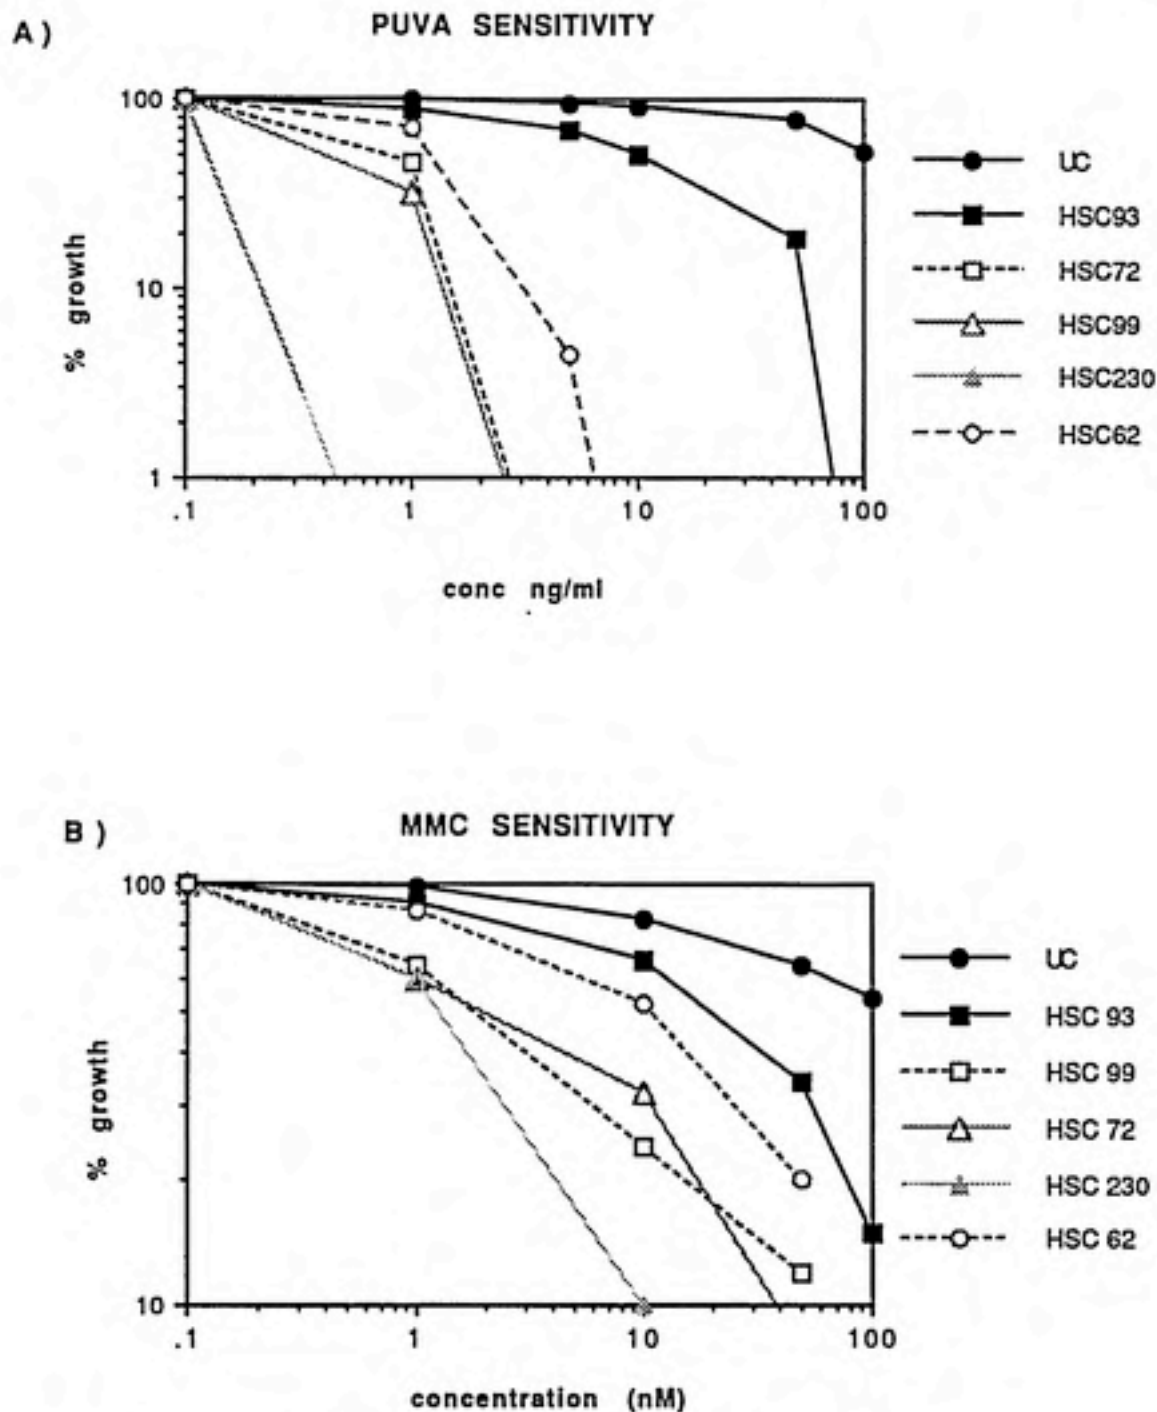 A)
PUVA SENSITIVITY
100
10
1
% growth
.1 1 10 100
conc ng/ml
UC
HSC93
HSC72
HSC99
HSC230
HSC62
B)
MMC SENSITIVITY
100
10
% growth
.1 1 10 100
concentration (nM)
UC
HSC 93
HSC 99
HSC 72
HSC 230
HSC 62